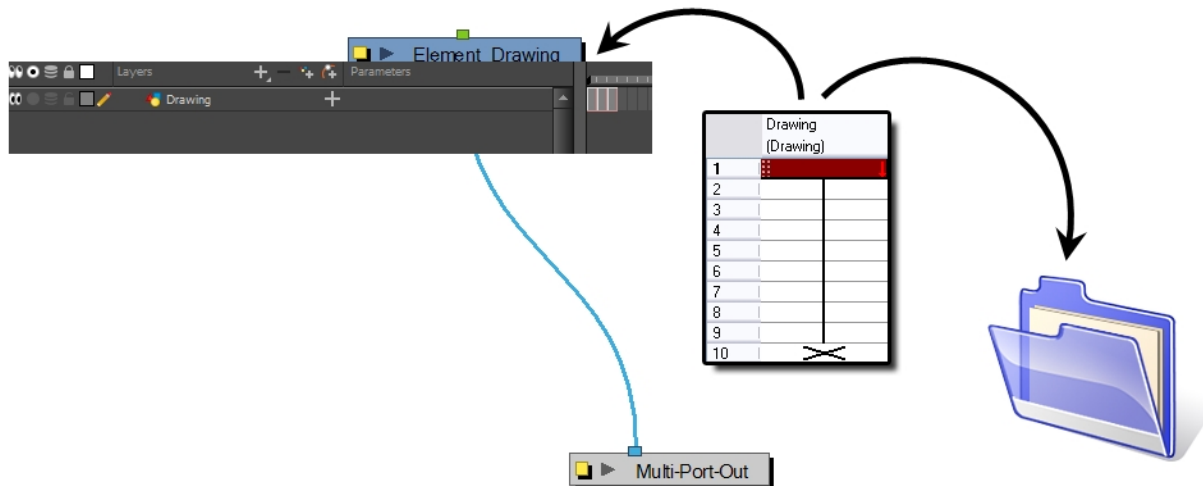 Element_Drawing
Layers
Parameters
Drawing
Drawing
(Drawing)
1
2
3
4
5
6
7
8
9
10
Multi-Port-Out